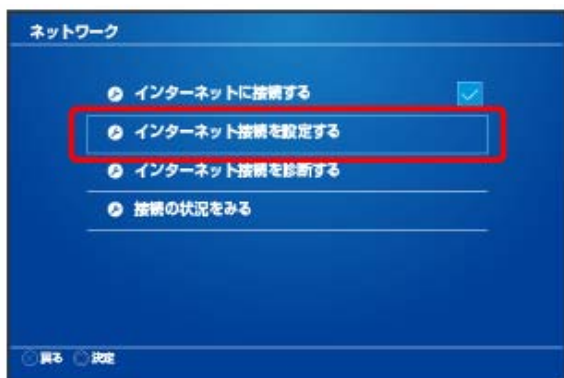 ネットワーク
インターネットに接続する
インターネット接続を設定する
インターネット接続を診断する
接続の状況をみる
戻る 決定